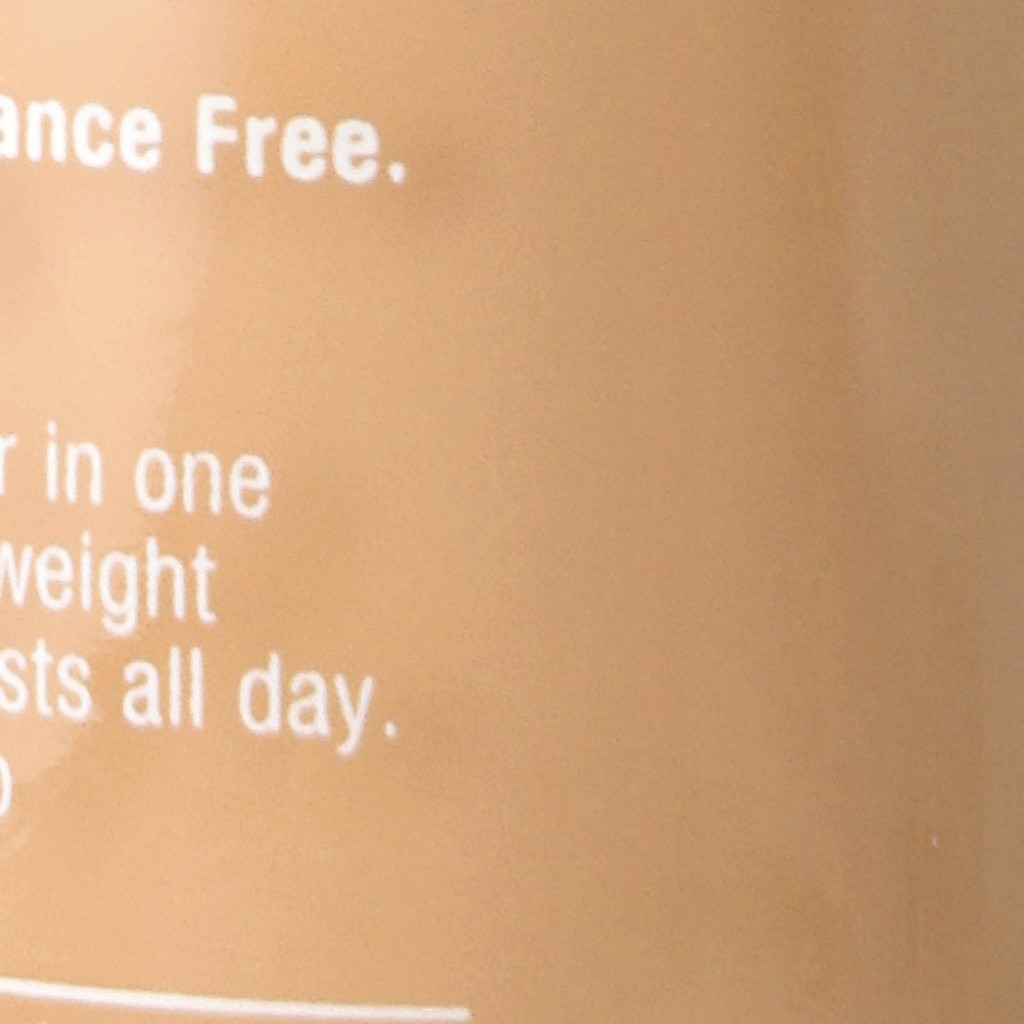 ance Free.
r in one
weight
sts all day.